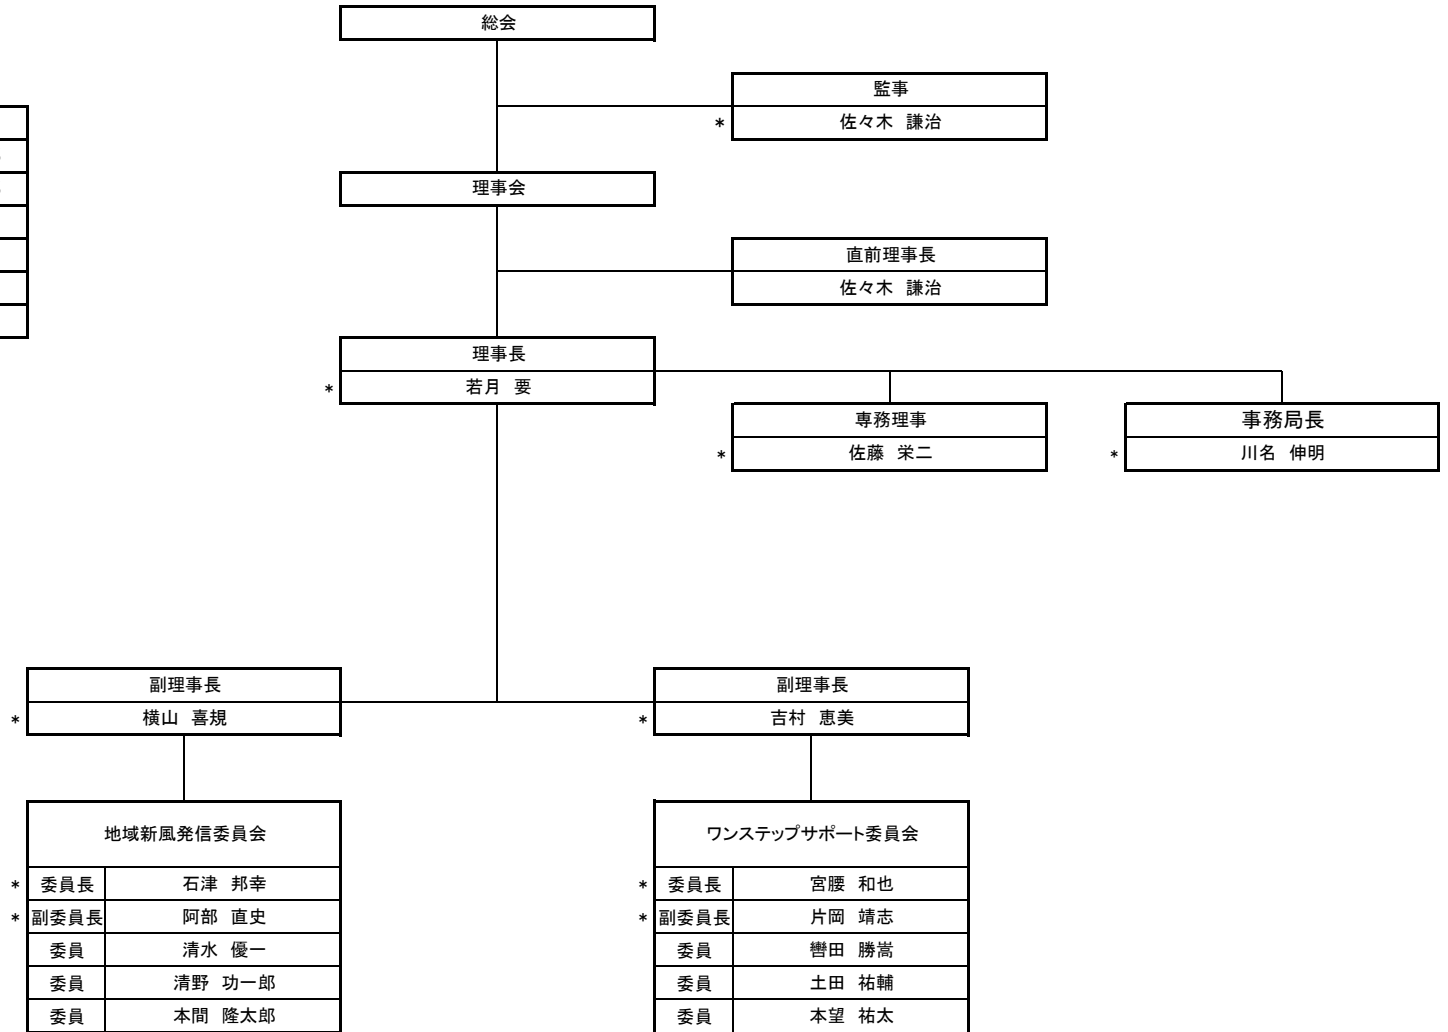 総会
監事
* 佐々木 謙治
理事会
直前理事長
佐々木 謙治
理事長
* 若月 要
専務理事
* 佐藤 栄二
事務局長
* 川名 伸明
副理事長
* 横山 喜規
副理事長
* 吉村 恵美
地域新風発信委員会
* 委員長 石津 邦幸
* 副委員長 阿部 直史
委員 清水 優一
委員 清野 功一郎
委員 本間 隆太郎
ワンステップサポート委員会
* 委員長 宮腰 和也
* 副委員長 片岡 靖志
委員 轡田 勝嵩
委員 土田 祐輔
委員 本望 祐太